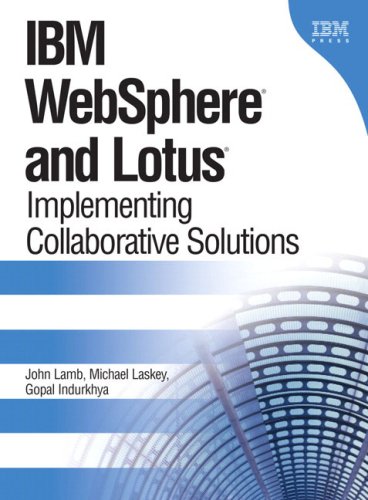 IBM
PRESS
IBM
WebSphere®
and Lotus®
Implementing
Collaborative Solutions
John Lamb, Michael Laskey,
Gopal Indurkhya